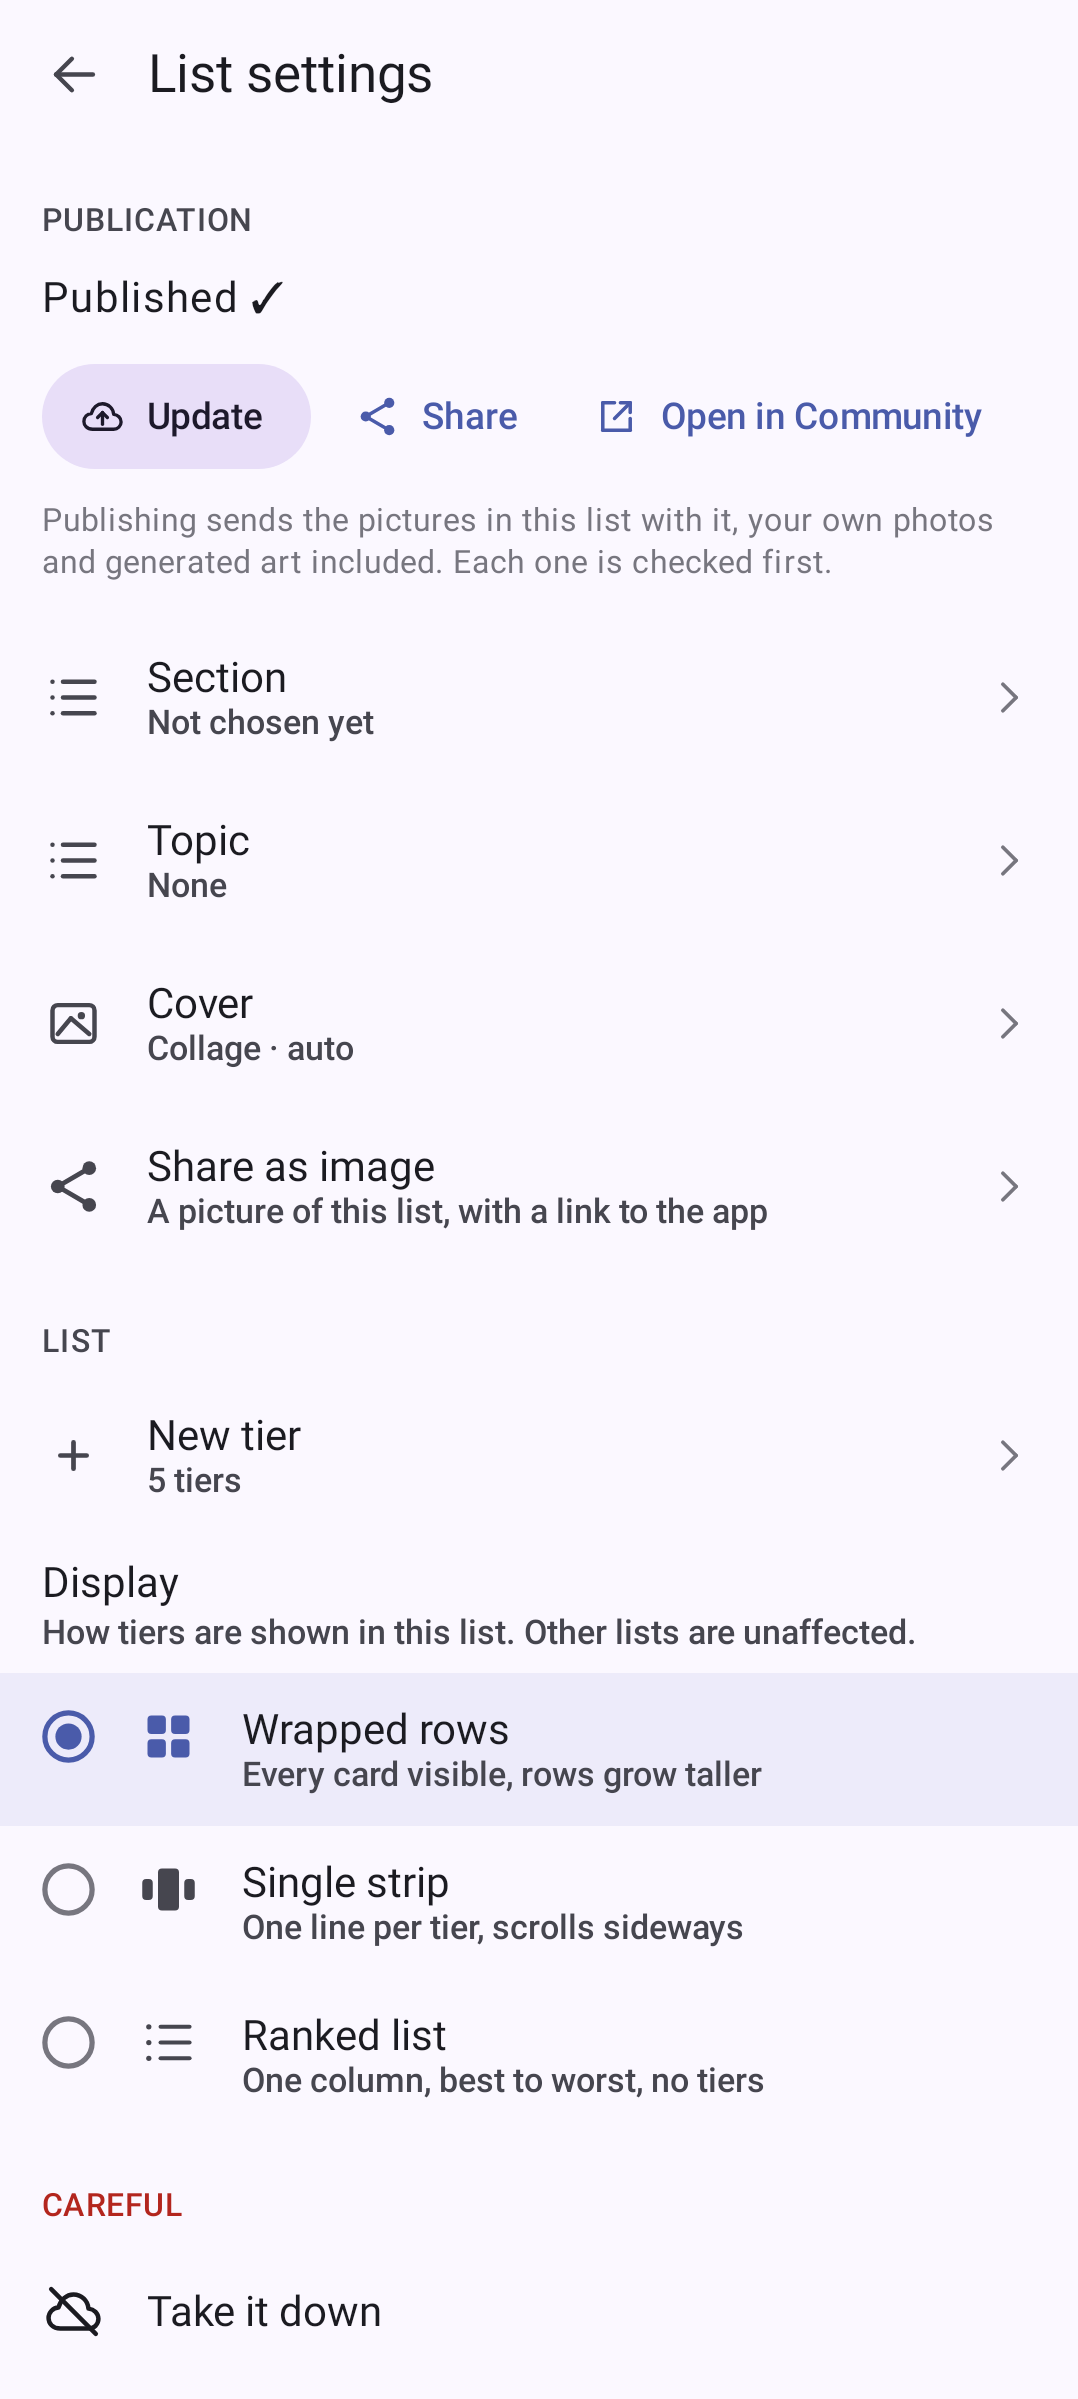 List settings
PUBLICATION
Published ✓
Update
Share
Open in Community
Publishing sends the pictures in this list with it, your own photos
and generated art included. Each one is checked first.
Section
Not chosen yet
Topic
None
Cover
Collage · auto
Share as image
A picture of this list, with a link to the app
LIST
New tier
5 tiers
Display
How tiers are shown in this list. Other lists are unaffected.
Wrapped rows
Every card visible, rows grow taller
Single strip
One line per tier, scrolls sideways
Ranked list
One column, best to worst, no tiers
CAREFUL
Take it down